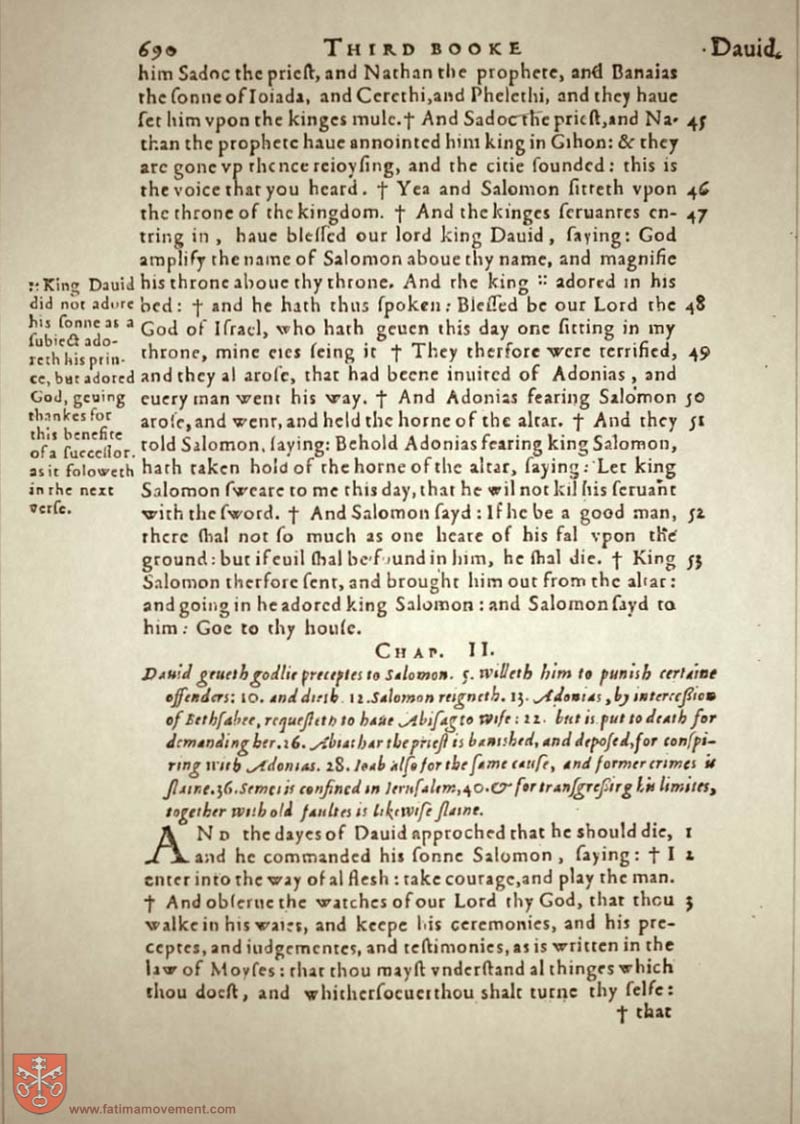 690 THIRD BOOKE Dauid.
him Sadoc the prieſt, and Nathan the prophete, and Banaias
the ſonne of Ioiada, and Cerethi, and Phelethi, and they haue
ſet him vpon the kinges mule. † And Sadoc the prieſt, and Na- 45
than the prophete haue annointed him king in Gihon: & they
are gone vp thence reioyſing, and the citie ſounded: this is
the voice that you heard. † Yea and Salomon ſitteth vpon 46
the throne of the kingdom. † And the kinges ſeruantes en- 47
tring in, haue bleſſed our lord king Dauid, ſaying: God
amplify the name of Salomon aboue thy name, and magnifie
his throne aboue thy throne. And the king :: adored in his
bed: † and he hath thus ſpoken: Bleſſed be our Lord the 48
God of Iſrael, who hath geuen this day one ſitting in my
throne, mine eies ſeing it † They therfore were terrified, 49
and they al aroſe, that had beene inuited of Adonias, and
euery man went his way. † And Adonias fearing Salomon 50
aroſe, and went, and held the horne of the altar. † And they 51
told Salomon, ſaying: Behold Adonias fearing king Salomon,
hath taken hold of the horne of the altar, ſaying: Let king
Salomon ſweare to me this day, that he wil not kil his ſeruant
with the ſword. † And Salomon ſayd: If he be a good man, 52
there ſhal not ſo much as one heare of his fal vpon the
ground: but if euil ſhal be found in him, he ſhal die. † King 53
Salomon therfore ſent, and brought him out from the altar:
and going in he adored king Salomon: and Salomon ſayd to
him: Goe to thy houſe.
:: King Dauid
did not adore
his ſonne as a
ſubiect ado-
reth his prin-
ce, but adored
God, geuing
thankes for
this benefite
of a ſucceſſor.
as it foloweth
in the next
verſe.
CHAP. II.
Dauid geueth godlie preceptes to Salomon. 5. willeth him to punish certaine
offenders: 10. and dieth. 12. Salomon reigneth. 13. Adonias, by interceßion
of Bethſabee, requeſteth to haue Abiſag to wife: 22. but is put to death for
demanding her. 26. Abiathar the prieſt is baniſhed, and depoſed, for conſpi-
ring with Adonias. 28. Ioab alſo for the ſame cauſe, and former crimes is
ſlaine. 36. Semei is confined in Ieruſalem, 40. & for tranſgreßing his limites,
together with old faultes is likewiſe ſlaine.
AND the dayes of Dauid approched that he should die, 1
and he commanded his ſonne Salomon, ſaying: † I 2
enter into the way of al flesh: take courage, and play the man.
† And obſerue the watches of our Lord thy God, that thou 3
walke in his waies, and keepe his ceremonies, and his pre-
ceptes, and iudgementes, and teſtimonies, as is written in the
law of Moyſes: that thou mayſt vnderſtand al thinges which
thou doeſt, and whitherſoeuer thou shalt turne thy ſelfe:
† that
www.fatimamovement.com